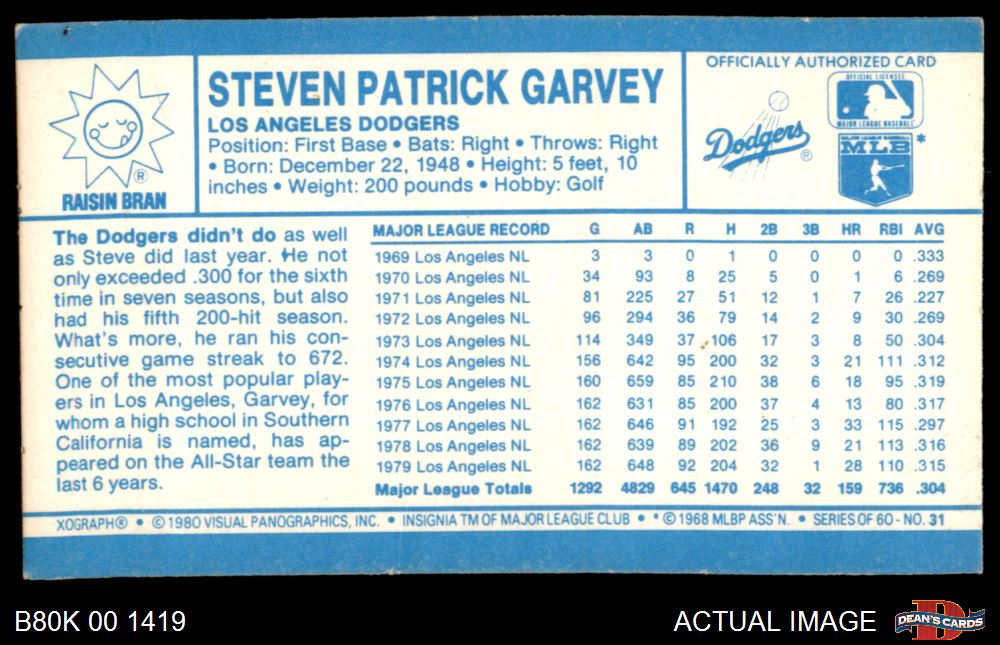 RAISIN BRAN
®
STEVEN PATRICK GARVEY
LOS ANGELES DODGERS
Position: First Base • Bats: Right • Throws: Right
• Born: December 22, 1948 • Height: 5 feet, 10
inches • Weight: 200 pounds • Hobby: Golf
OFFICIALLY AUTHORIZED CARD
Dodgers ®
OFFICIAL LICENSEE
MAJOR LEAGUE BASEBALL
MAJOR LEAGUE BASEBALL
MLB *
The Dodgers didn't do as well
as Steve did last year. He not
only exceeded .300 for the sixth
time in seven seasons, but also
had his fifth 200-hit season.
What's more, he ran his con-
secutive game streak to 672.
One of the most popular play-
ers in Los Angeles, Garvey, for
whom a high school in Southern
California is named, has ap-
peared on the All-Star team the
last 6 years.
MAJOR LEAGUE RECORD G AB R H 2B 3B HR RBI AVG
1969 Los Angeles NL 3 3 0 1 0 0 0 0 .333
1970 Los Angeles NL 34 93 8 25 5 0 1 6 .269
1971 Los Angeles NL 81 225 27 51 12 1 7 26 .227
1972 Los Angeles NL 96 294 36 79 14 2 9 30 .269
1973 Los Angeles NL 114 349 37 106 17 3 8 50 .304
1974 Los Angeles NL 156 642 95 200 32 3 21 111 .312
1975 Los Angeles NL 160 659 85 210 38 6 18 95 .319
1976 Los Angeles NL 162 631 85 200 37 4 13 80 .317
1977 Los Angeles NL 162 646 91 192 25 3 33 115 .297
1978 Los Angeles NL 162 639 89 202 36 9 21 113 .316
1979 Los Angeles NL 162 648 92 204 32 1 28 110 .315
Major League Totals 1292 4829 645 1470 248 32 159 736 .304
XOGRAPH® • © 1980 VISUAL PANOGRAPHICS, INC. • INSIGNIA TM OF MAJOR LEAGUE CLUB • * © 1968 MLBP ASS'N. • SERIES OF 60 - NO. 31
B80K 00 1419
ACTUAL IMAGE
D
DEAN'S CARDS